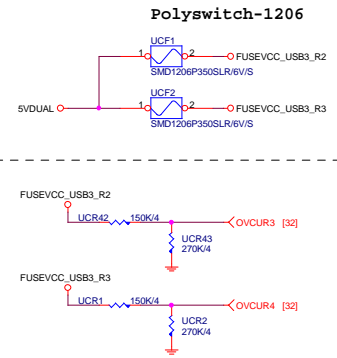 Polyswitch-1206
UCF1
1 2 FUSEVCC_USB3_R2
SMD1206P350SLR/6V/S
UCF2
5VDUAL 1 2 FUSEVCC_USB3_R3
SMD1206P350SLR/6V/S
FUSEVCC_USB3_R2
UCR42 150K/4 OVCUR3 [32]
UCR43
270K/4
FUSEVCC_USB3_R3
UCR1 150K/4 OVCUR4 [32]
UCR2
270K/4